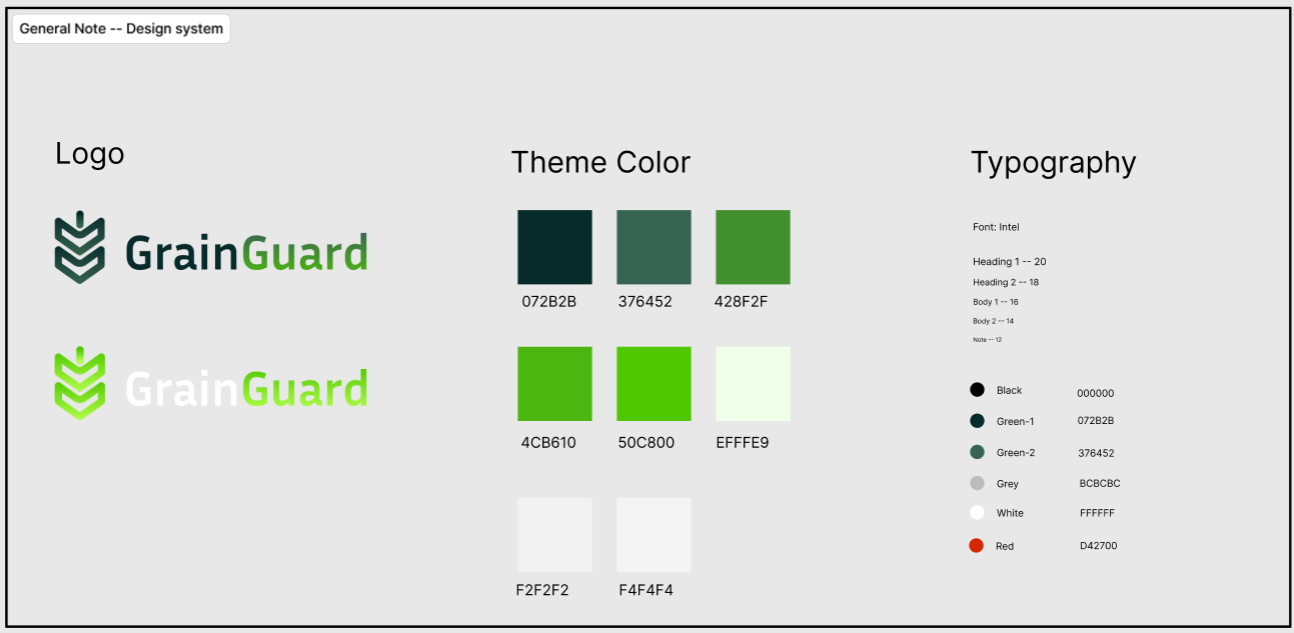 General Note -- Design system
Logo
GrainGuard
GrainGuard
Theme Color
072B2B
376452
428F2F
4CB610
50C800
EFFFE9
F2F2F2
F4F4F4
Typography
Font: Intel
Heading 1 -- 20
Heading 2 -- 18
Body 1 -- 16
Body 2 -- 14
Note -- 12
Black 000000
Green-1 072B2B
Green-2 376452
Grey BCBCBC
White FFFFFF
Red D42700